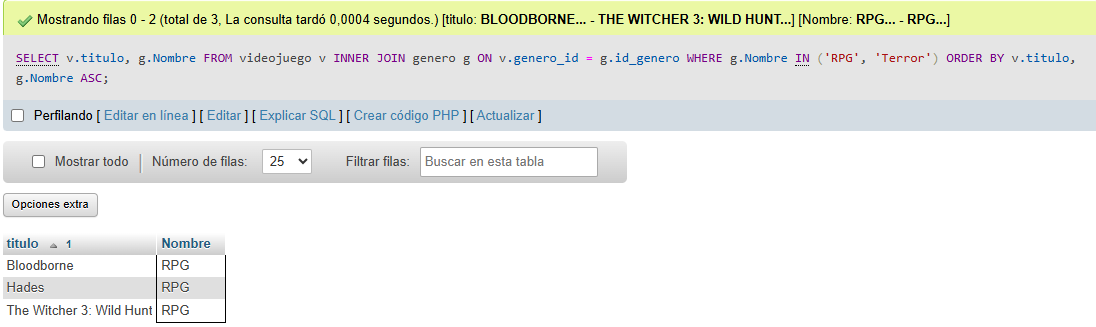 Mostrando filas 0 - 2 (total de 3, La consulta tardó 0,0004 segundos.) [titulo: BLOODBORNE... - THE WITCHER 3: WILD HUNT...] [Nombre: RPG... - RPG...]
SELECT v.titulo, g.Nombre FROM videojuego v INNER JOIN genero g ON v.genero_id = g.id_genero WHERE g.Nombre IN ('RPG', 'Terror') ORDER BY v.titulo,
g.Nombre ASC;
Perfilando [ Editar en línea ] [ Editar ] [ Explicar SQL ] [ Crear código PHP ] [ Actualizar ]
Mostrar todo | Número de filas: 25 Filtrar filas: Buscar en esta tabla
Opciones extra
titulo 1 Nombre
Bloodborne RPG
Hades RPG
The Witcher 3: Wild Hunt RPG